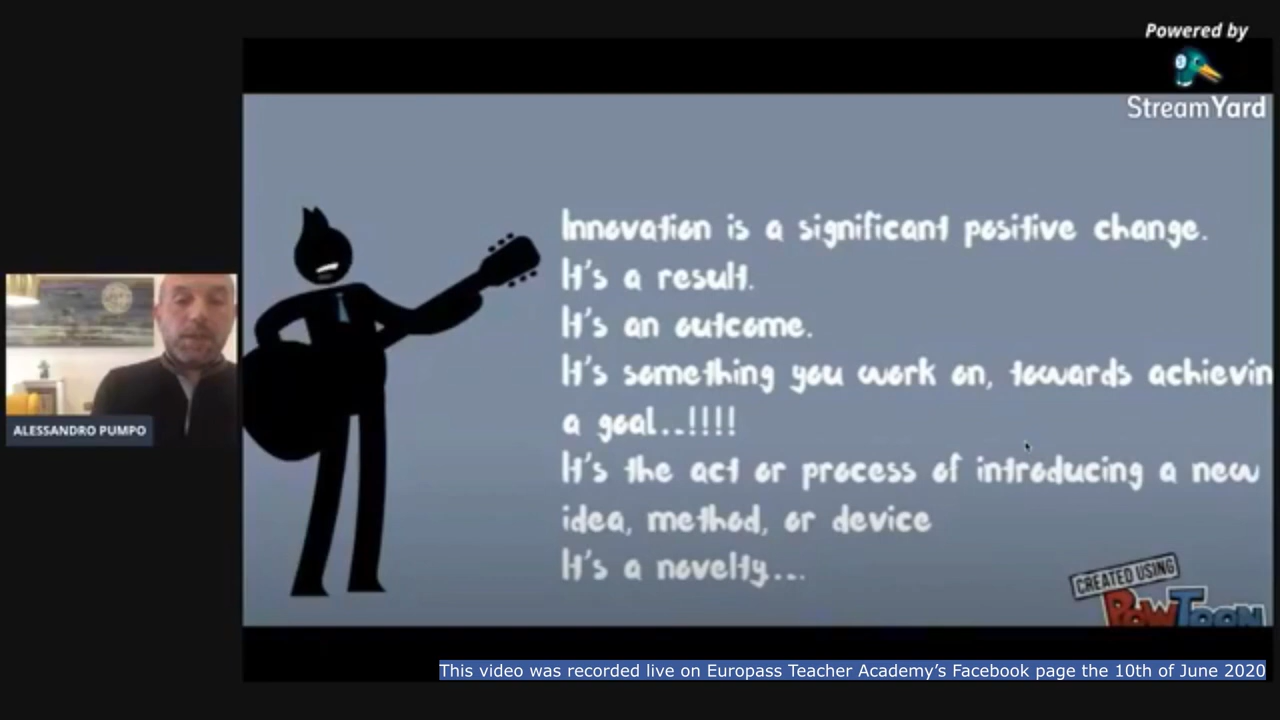 Powered by
StreamYard
Innovation is a significant positive change.
It's a result.
It's an outcome.
It's something you work on, towards achievin
a goal...!!!!
It's the act or process of introducing a new
idea, method, or device
It's a novelty....
ALESSANDRO PUMPO
CREATED USING
POWTOON
This video was recorded live on Europass Teacher Academy’s Facebook page the 10th of June 2020